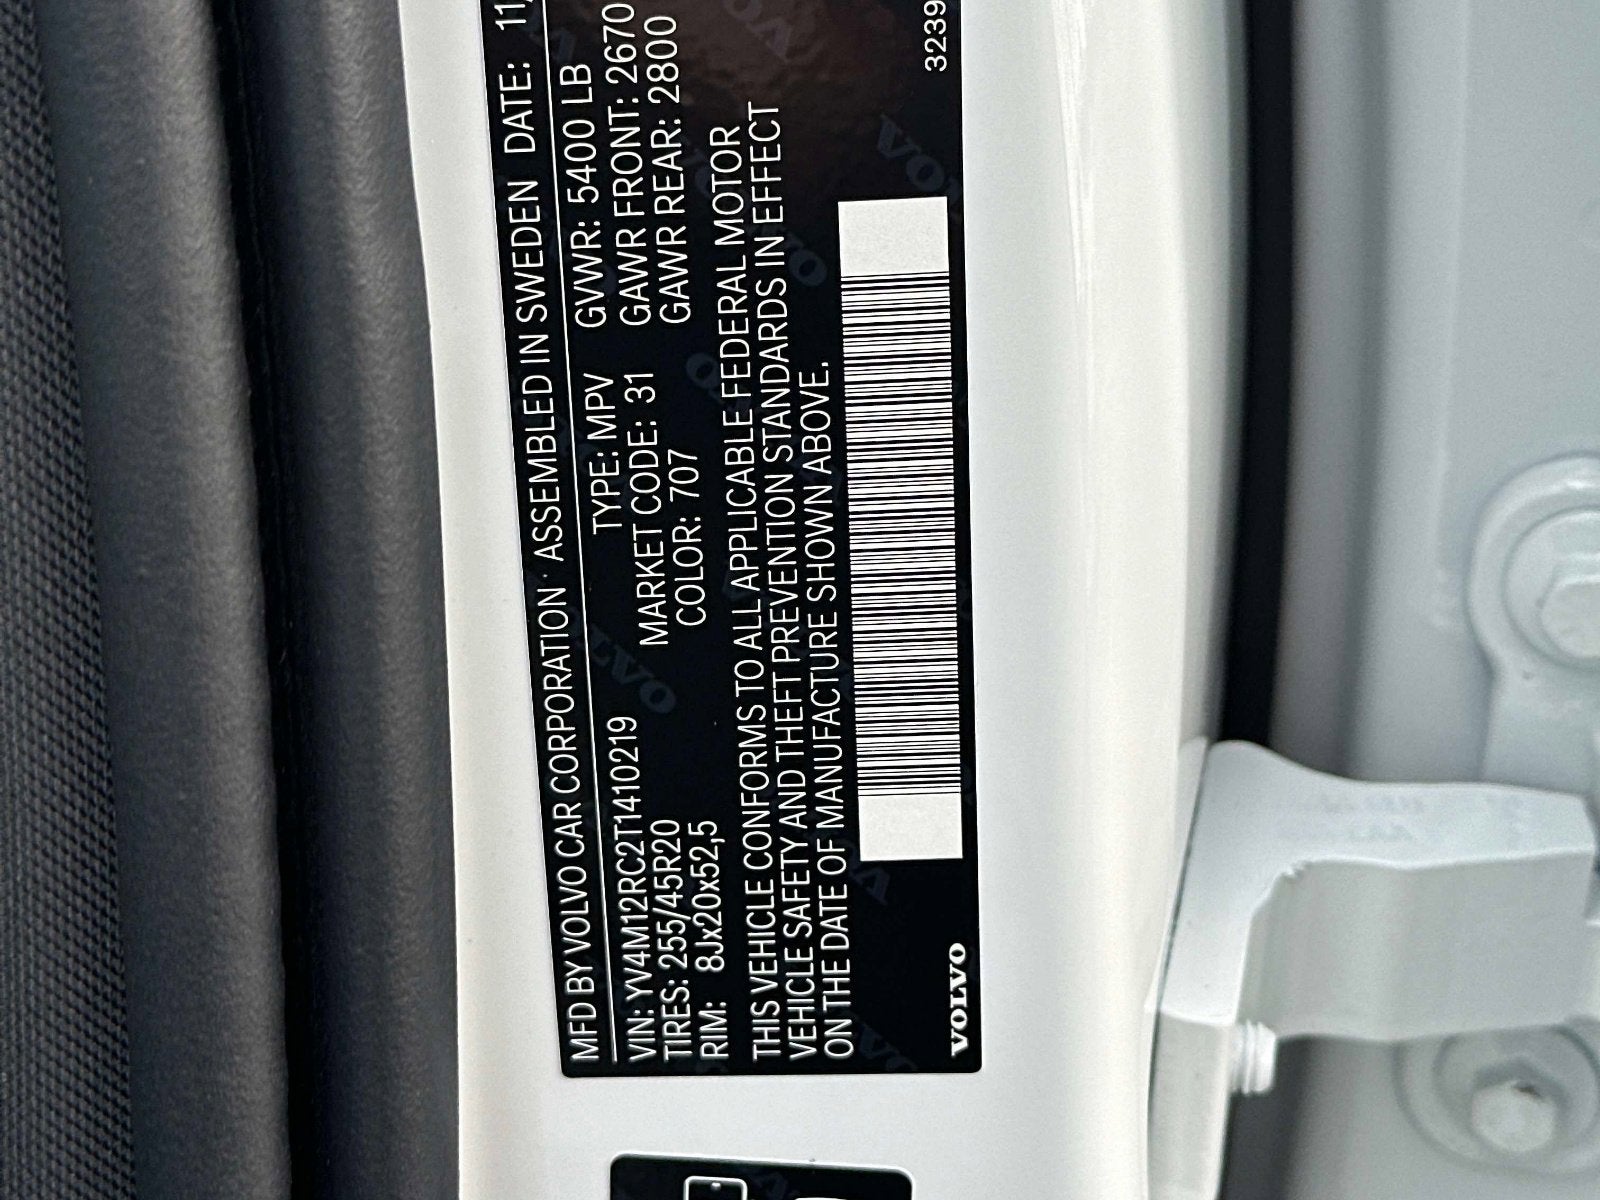 MFD BY VOLVO CAR CORPORATION · ASSEMBLED IN SWEDEN DATE: 11/
VIN: YV4M12RC2T1410219 TYPE: MPV GVWR: 5400 LB
TIRES: 255/45R20 MARKET CODE: 31 GAWR FRONT: 2670
RIM: 8Jx20x52,5 COLOR: 707 GAWR REAR: 2800
THIS VEHICLE CONFORMS TO ALL APPLICABLE FEDERAL MOTOR
VEHICLE SAFETY AND THEFT PREVENTION STANDARDS IN EFFECT
ON THE DATE OF MANUFACTURE SHOWN ABOVE.
VOLVO 3239